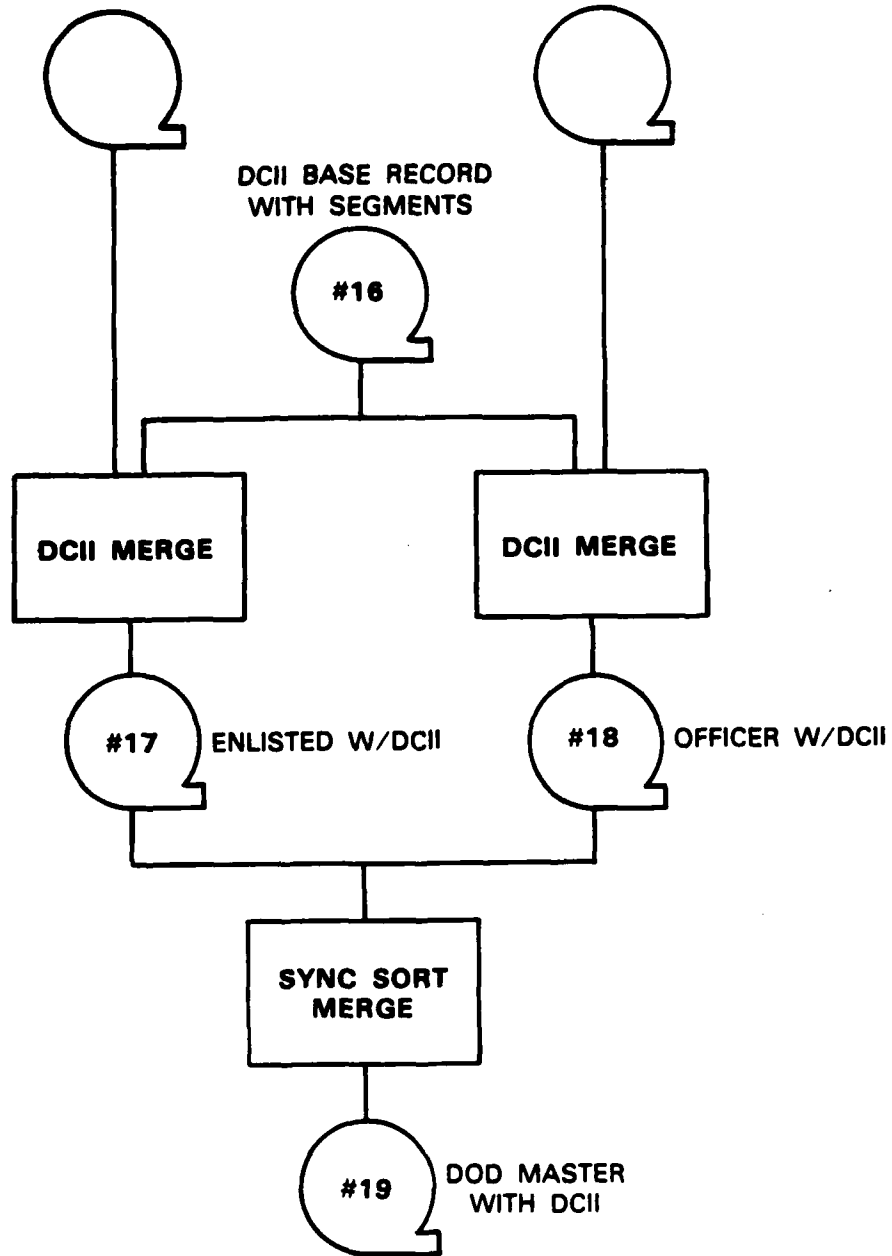 DCII BASE RECORD
WITH SEGMENTS
#16
DCII MERGE
DCII MERGE
#17
ENLISTED W/DCII
#18
OFFICER W/DCII
SYNC SORT
MERGE
#19
DOD MASTER
WITH DCII